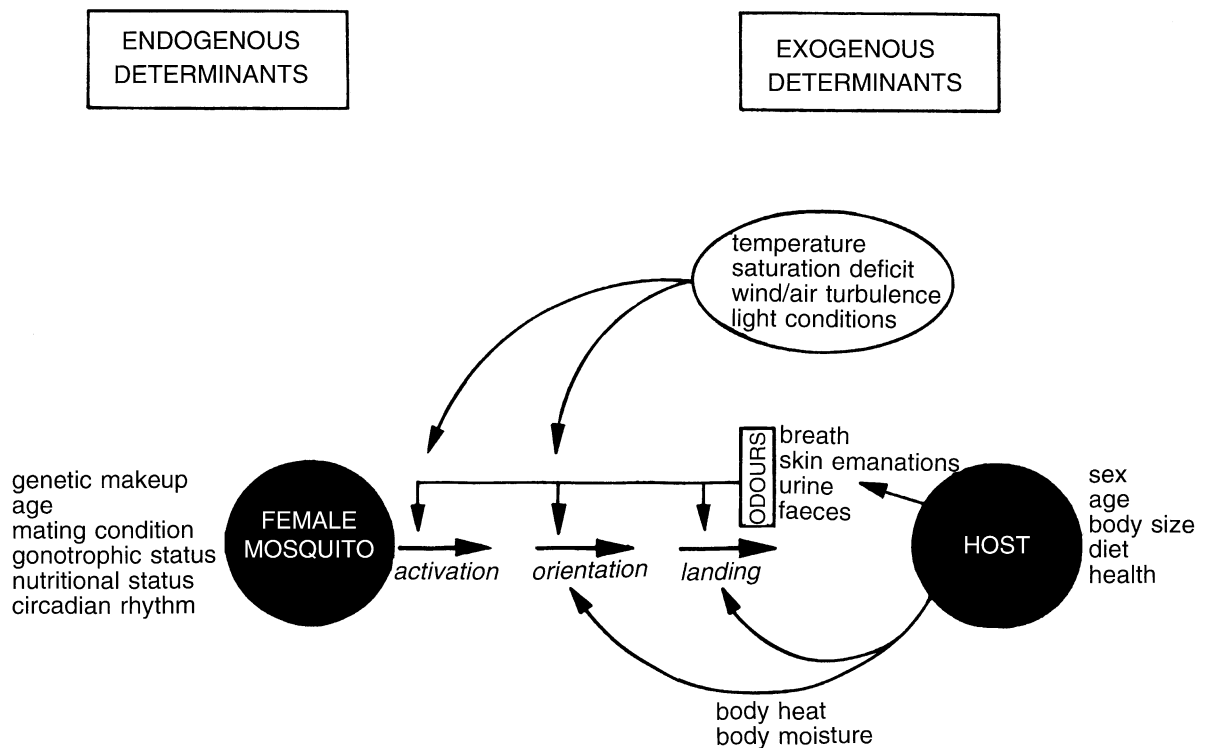 ENDOGENOUS
DETERMINANTS
EXOGENOUS
DETERMINANTS
temperature
saturation deficit
wind/air turbulence
light conditions
ODOURS
breath
skin emanations
urine
faeces
genetic makeup
age
mating condition
gonotrophic status
nutritional status
circadian rhythm
FEMALE
MOSQUITO
activation
orientation
landing
HOST
sex
age
body size
diet
health
body heat
body moisture